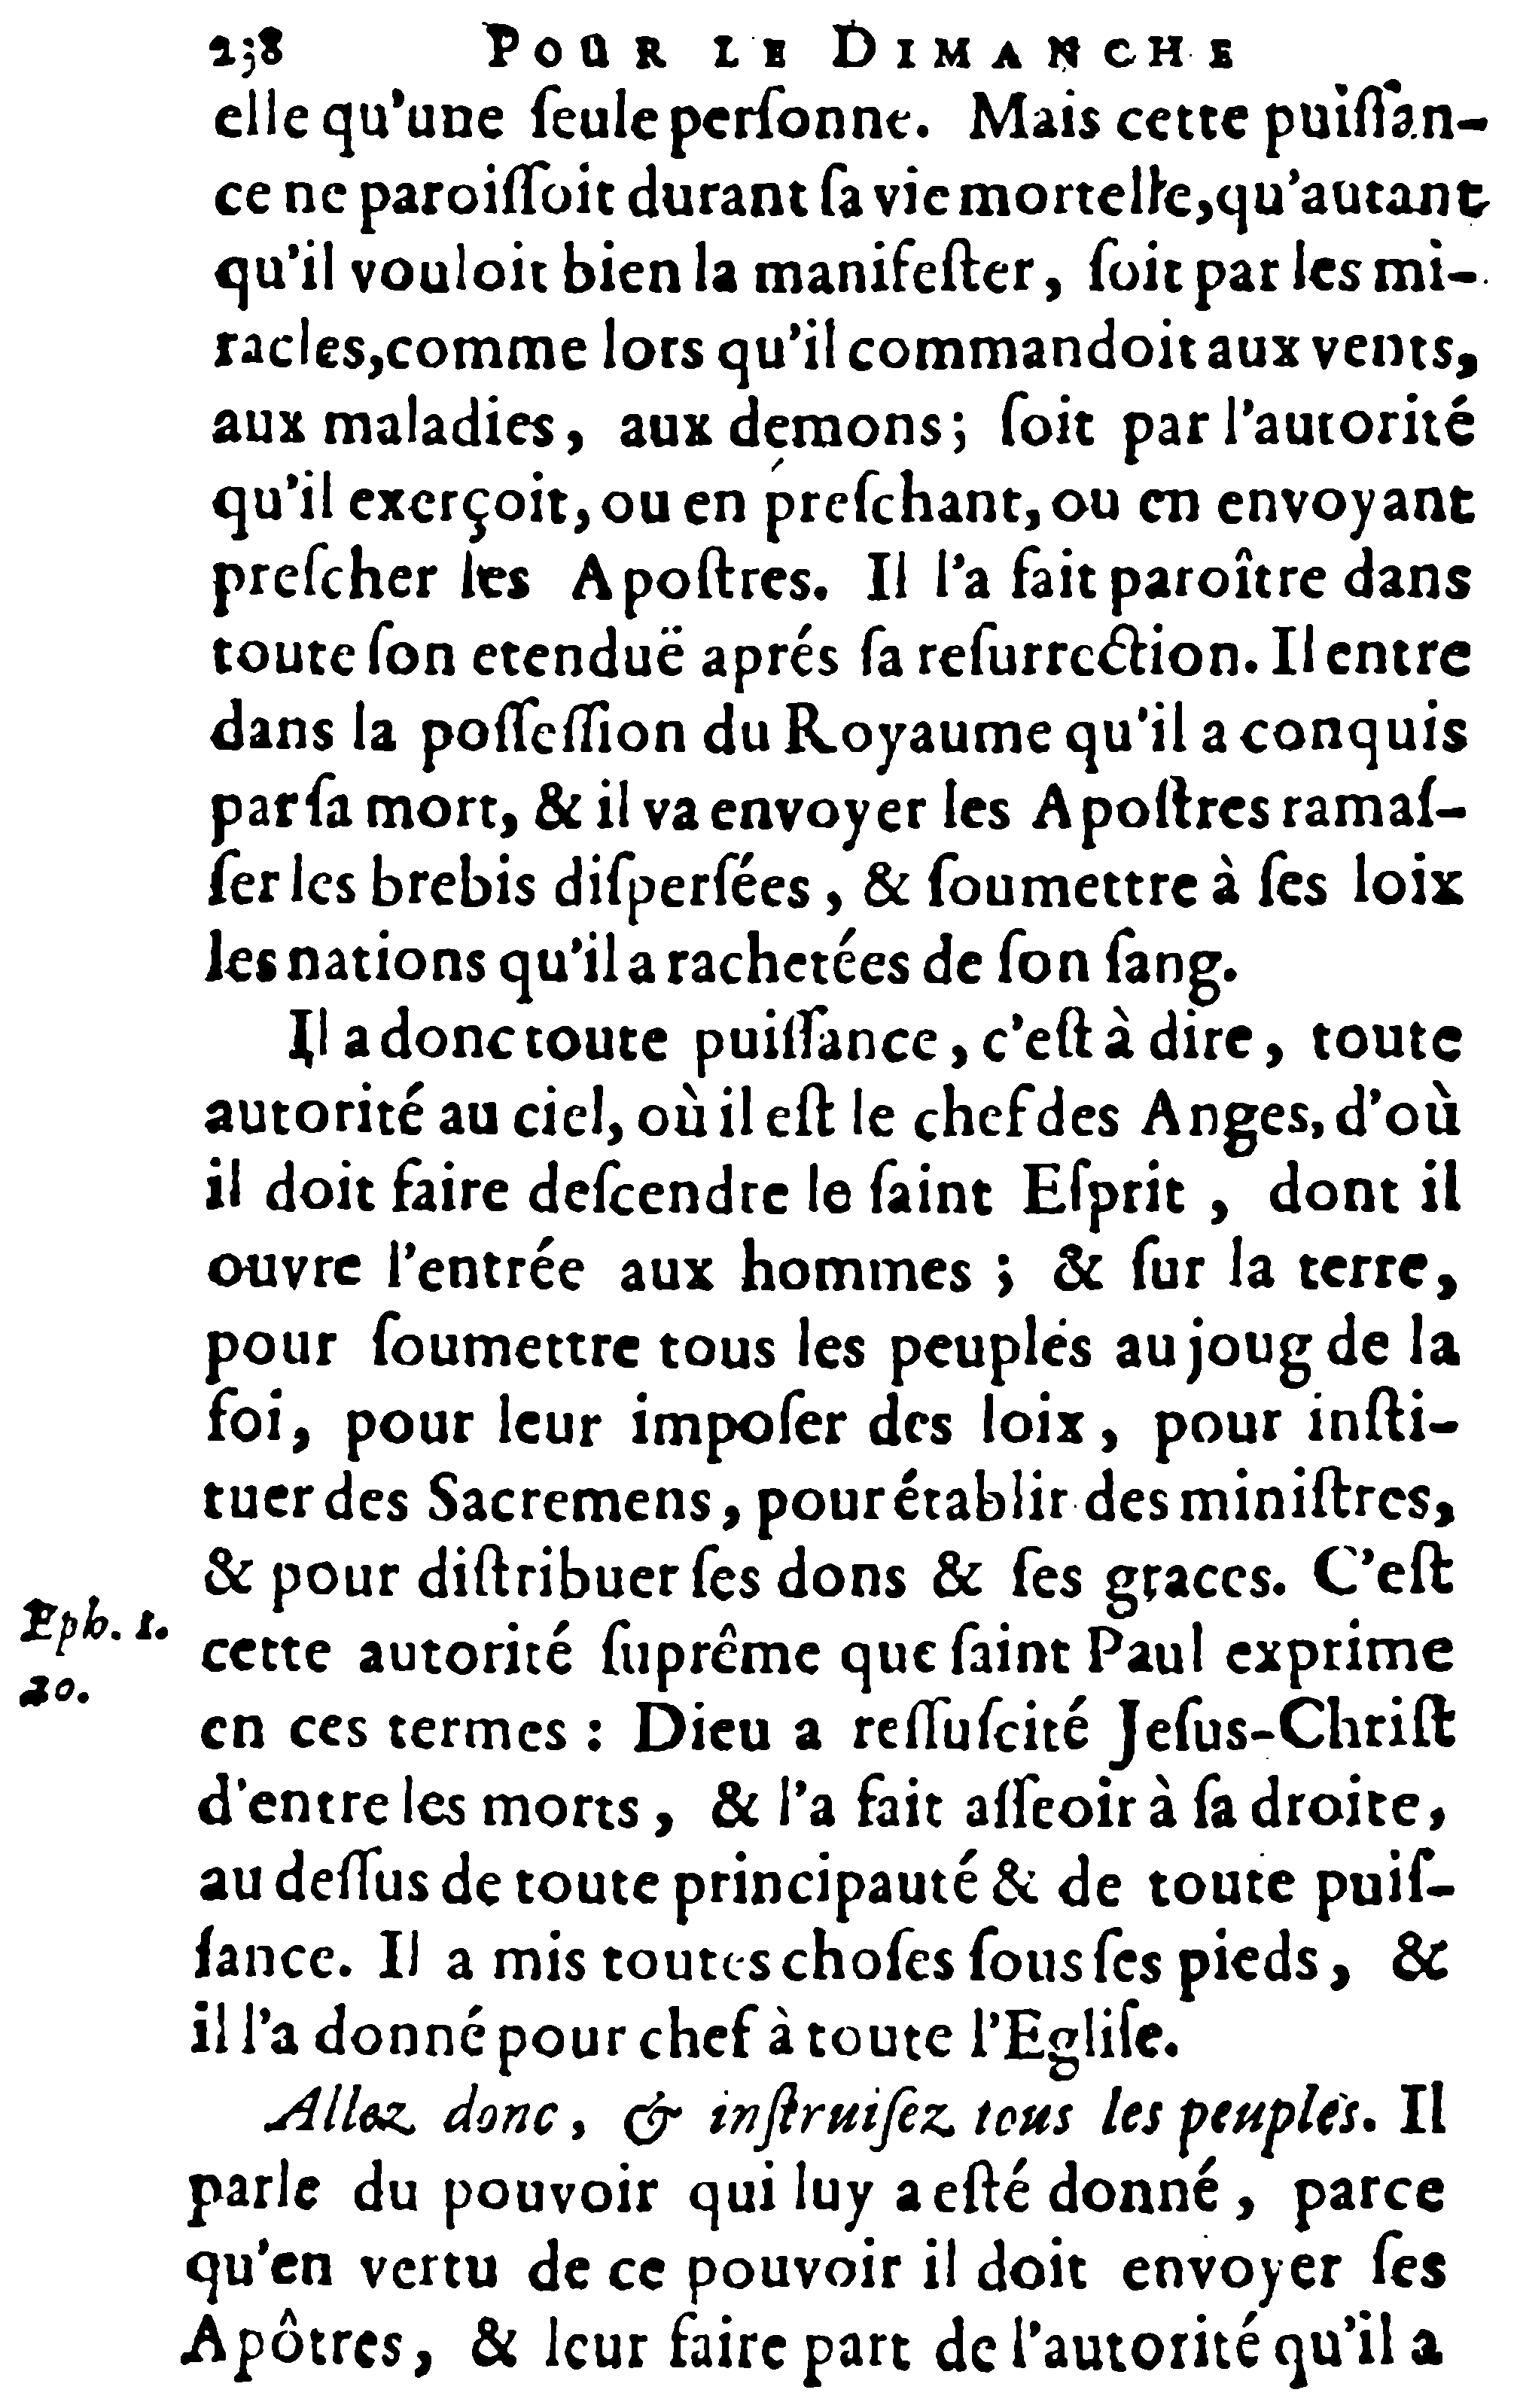 238 POUR LE DIMANCHE
elle qu'une ſeule perſonne. Mais cette puiſſan-
ce ne paroiſſoit durant ſa vie mortelle, qu'autant
qu'il vouloit bien la manifeſter, ſoit par les mi-
racles, comme lors qu'il commandoit aux vents,
aux maladies, aux demons; ſoit par l'autorité
qu'il exerçoit, ou en preſchant, ou en envoyant
preſcher les Apoſtres. Il l'a fait paroître dans
toute ſon etenduë aprés ſa reſurrection. Il entre
dans la poſſeſſion du Royaume qu'il a conquis
par ſa mort, & il va envoyer les Apoſtres ramaſ-
ſer les brebis diſperſées, & ſoumettre à ſes loix
les nations qu'il a rachetées de ſon ſang.
Il a donc toute puiſſance, c'eſt à dire, toute
autorité au ciel, où il eſt le chef des Anges, d'où
il doit faire deſcendre le ſaint Eſprit, dont il
ouvre l'entrée aux hommes; & ſur la terre,
pour ſoumettre tous les peuples au joug de la
foi, pour leur impoſer des loix, pour inſti-
tuer des Sacremens, pour établir des miniſtres,
& pour diſtribuer ſes dons & ſes graces. C'eſt
Eph. 1.
20.
cette autorité ſuprême que ſaint Paul exprime
en ces termes : Dieu a reſſuſcité Jeſus-Chriſt
d'entre les morts, & l'a fait aſſeoir à ſa droite,
au deſſus de toute principauté & de toute puiſ-
ſance. Il a mis toutes choſes ſous ſes pieds, &
il l'a donné pour chef à toute l'Egliſe.
Allez donc, & inſtruiſez tous les peuples. Il
parle du pouvoir qui luy a eſté donné, parce
qu'en vertu de ce pouvoir il doit envoyer ſes
Apôtres, & leur faire part de l'autorité qu'il a